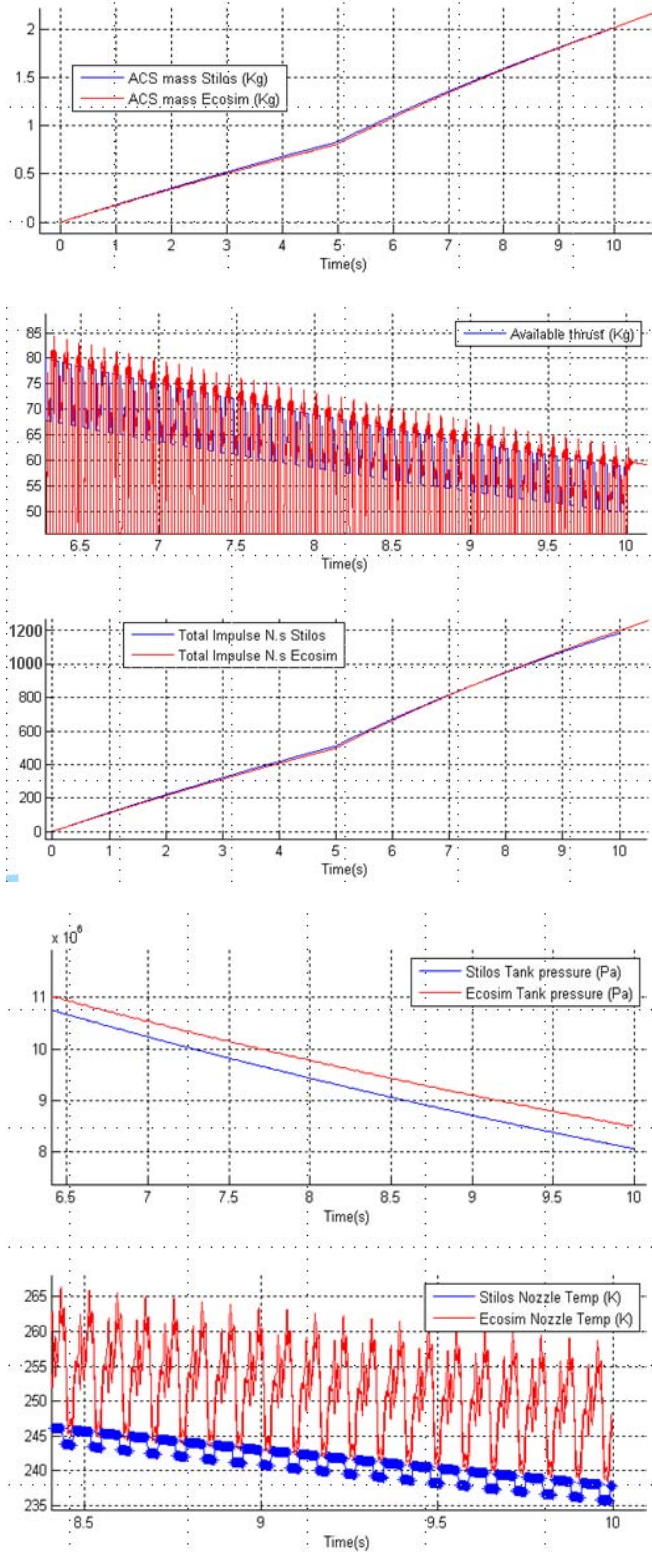 2
1.5
1
0.5
0
ACS mass Stilos (Kg)
ACS mass Ecosim (Kg)
0 1 2 3 4 5 6 7 8 9 10
Time(s)
85
80
75
70
65
60
55
50
Available thrust (Kg)
6.5 7 7.5 8 8.5 9 9.5 10
Time(s)
1200
1000
800
600
400
200
0
Total Impulse N.s Stilos
Total Impulse N.s Ecosim
0 1 2 3 4 5 6 7 8 9 10
Time(s)
x 10^6
11
10
9
8
Stilos Tank pressure (Pa)
Ecosim Tank pressure (Pa)
6.5 7 7.5 8 8.5 9 9.5 10
Time(s)
265
260
255
250
245
240
235
Stilos Nozzle Temp (K)
Ecosim Nozzle Temp (K)
8.5 9 9.5 10
Time(s)